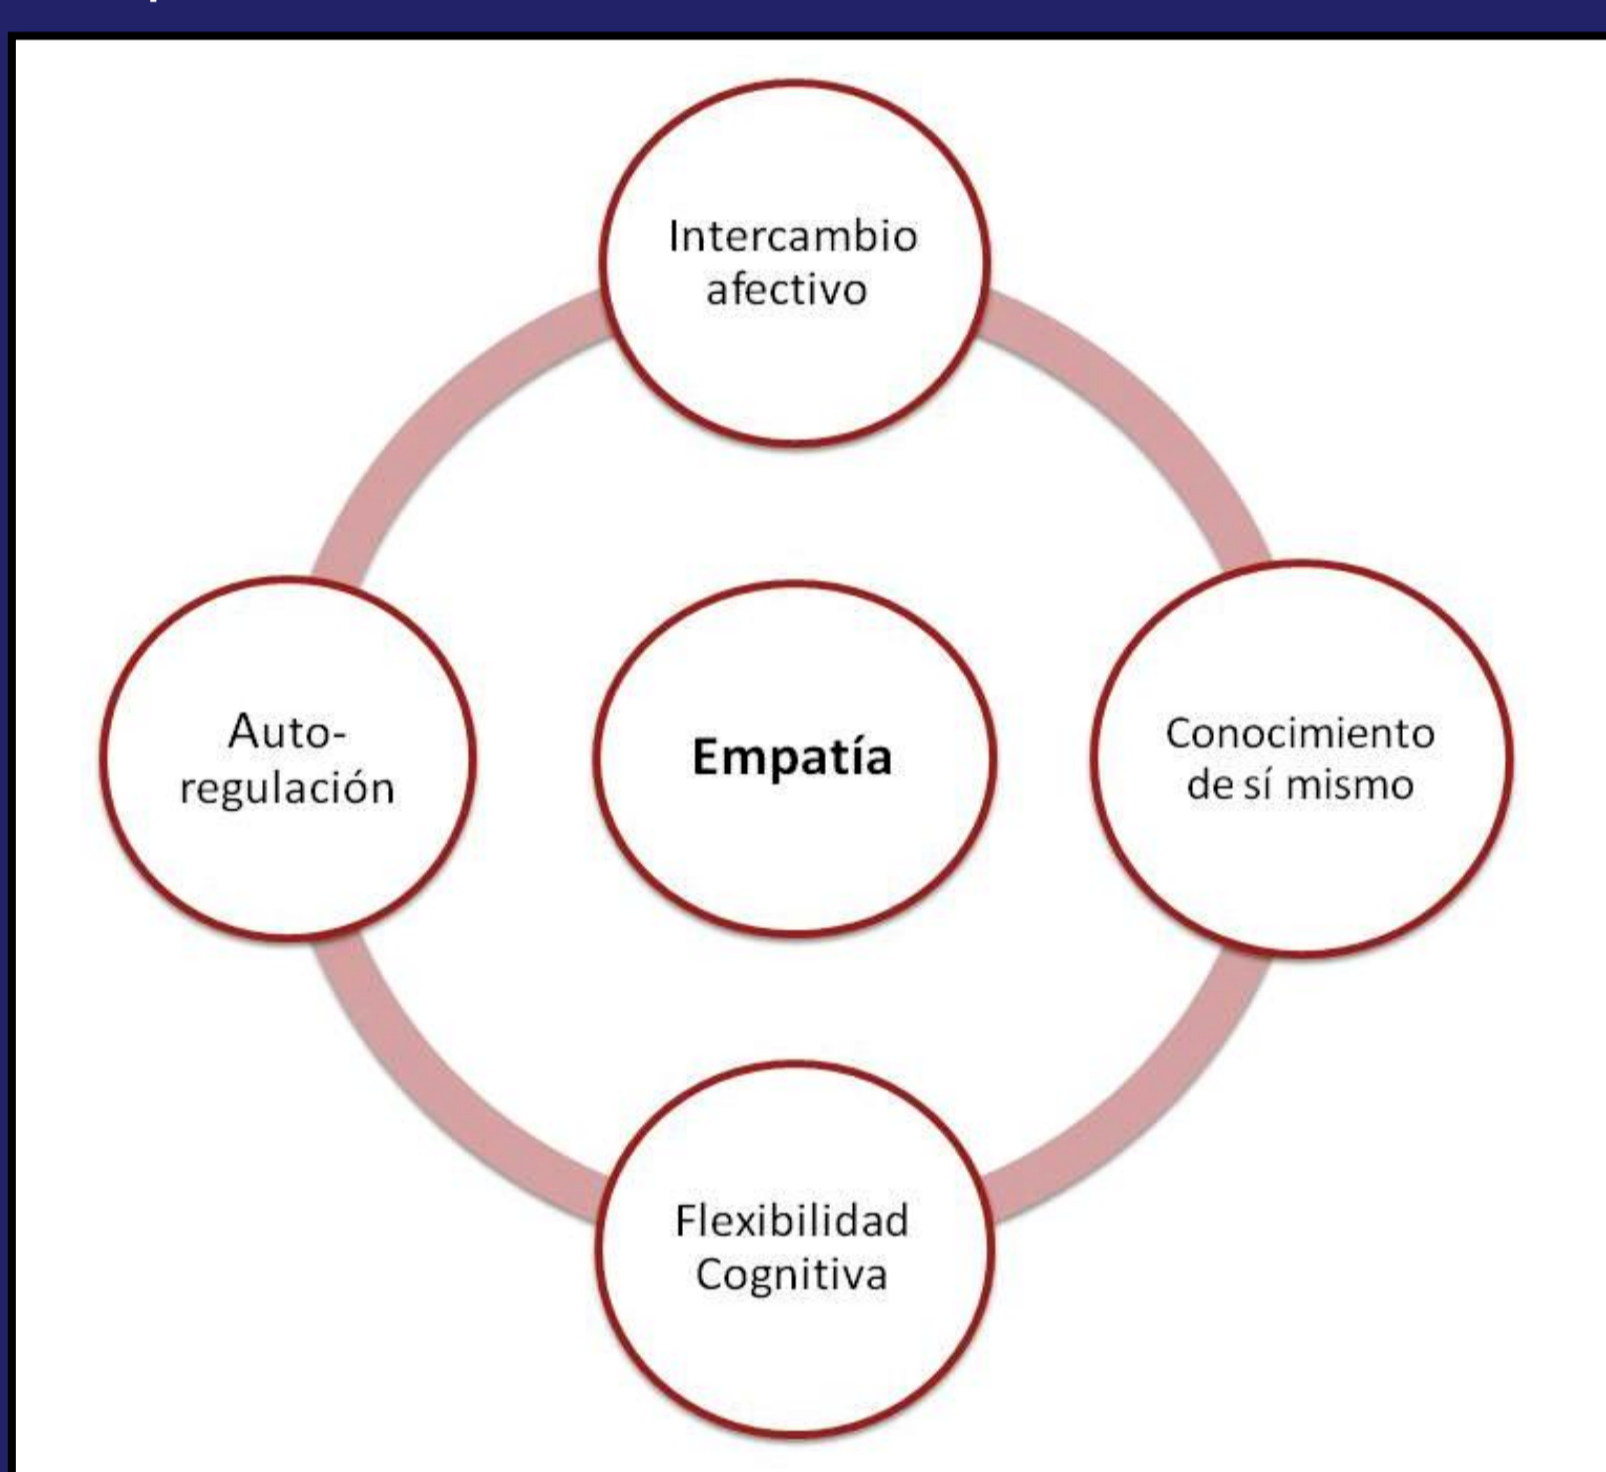 Intercambio
afectivo
Auto-
regulación
Empatía
Conocimiento
de sí mismo
Flexibilidad
Cognitiva